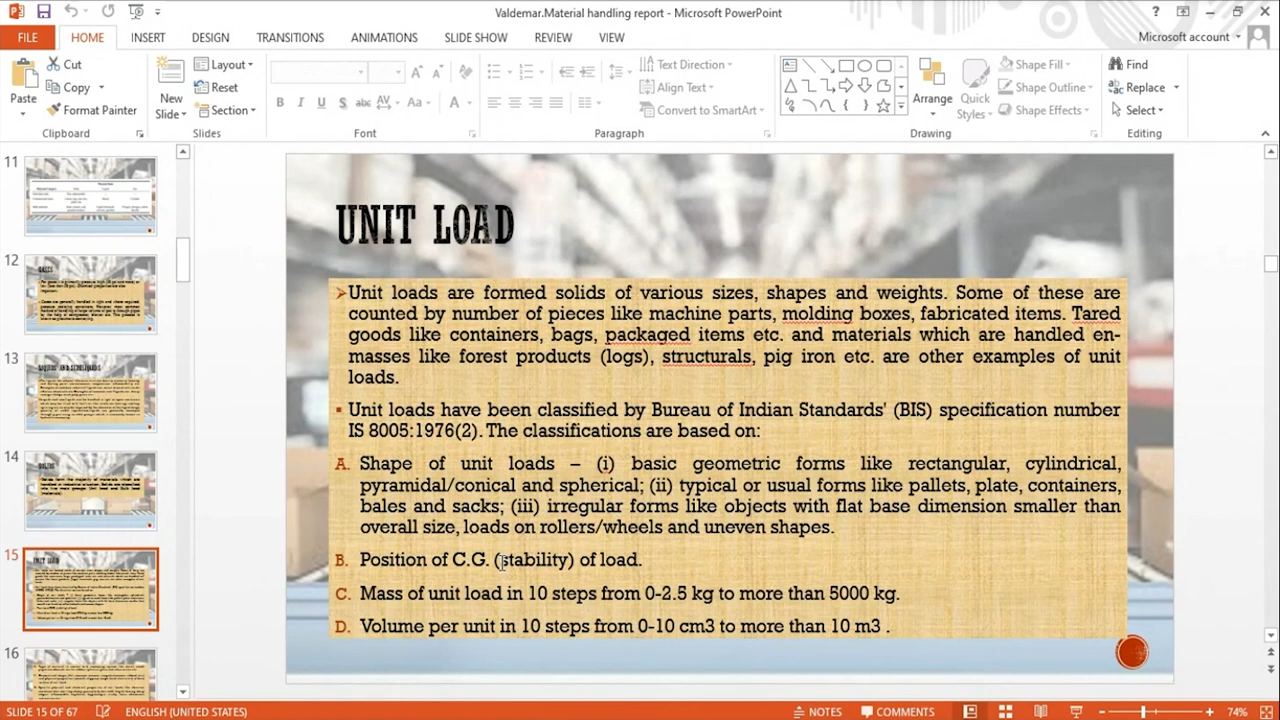 Valdemar.Material handling report - Microsoft PowerPoint
FILE HOME INSERT DESIGN TRANSITIONS ANIMATIONS SLIDE SHOW REVIEW VIEW Microsoft account
Cut
Copy
Format Painter
Paste
Clipboard
New
Slide
Layout
Reset
Section
Slides
Font
Text Direction
Align Text
Convert to SmartArt
Paragraph
Arrange
Quick
Styles
Shape Fill
Shape Outline
Shape Effects
Drawing
Find
Replace
Select
Editing
11
12
13
14
15
16
UNIT LOAD
Unit loads are formed solids of various sizes, shapes and weights. Some of these are
counted by number of pieces like machine parts, molding boxes, fabricated items. Tared
goods like containers, bags, packaged items etc. and materials which are handled en-
masses like forest products (logs), structurals, pig iron etc. are other examples of unit
loads.
▪ Unit loads have been classified by Bureau of Indian Standards' (BIS) specification number
IS 8005:1976(2). The classifications are based on:
A. Shape of unit loads – (i) basic geometric forms like rectangular, cylindrical,
pyramidal/conical and spherical; (ii) typical or usual forms like pallets, plate, containers,
bales and sacks; (iii) irregular forms like objects with flat base dimension smaller than
overall size, loads on rollers/wheels and uneven shapes.
B. Position of C.G. (stability) of load.
C. Mass of unit load in 10 steps from 0-2.5 kg to more than 5000 kg.
D. Volume per unit in 10 steps from 0-10 cm3 to more than 10 m3 .
SLIDE 15 OF 67 ENGLISH (UNITED STATES) NOTES COMMENTS 74%